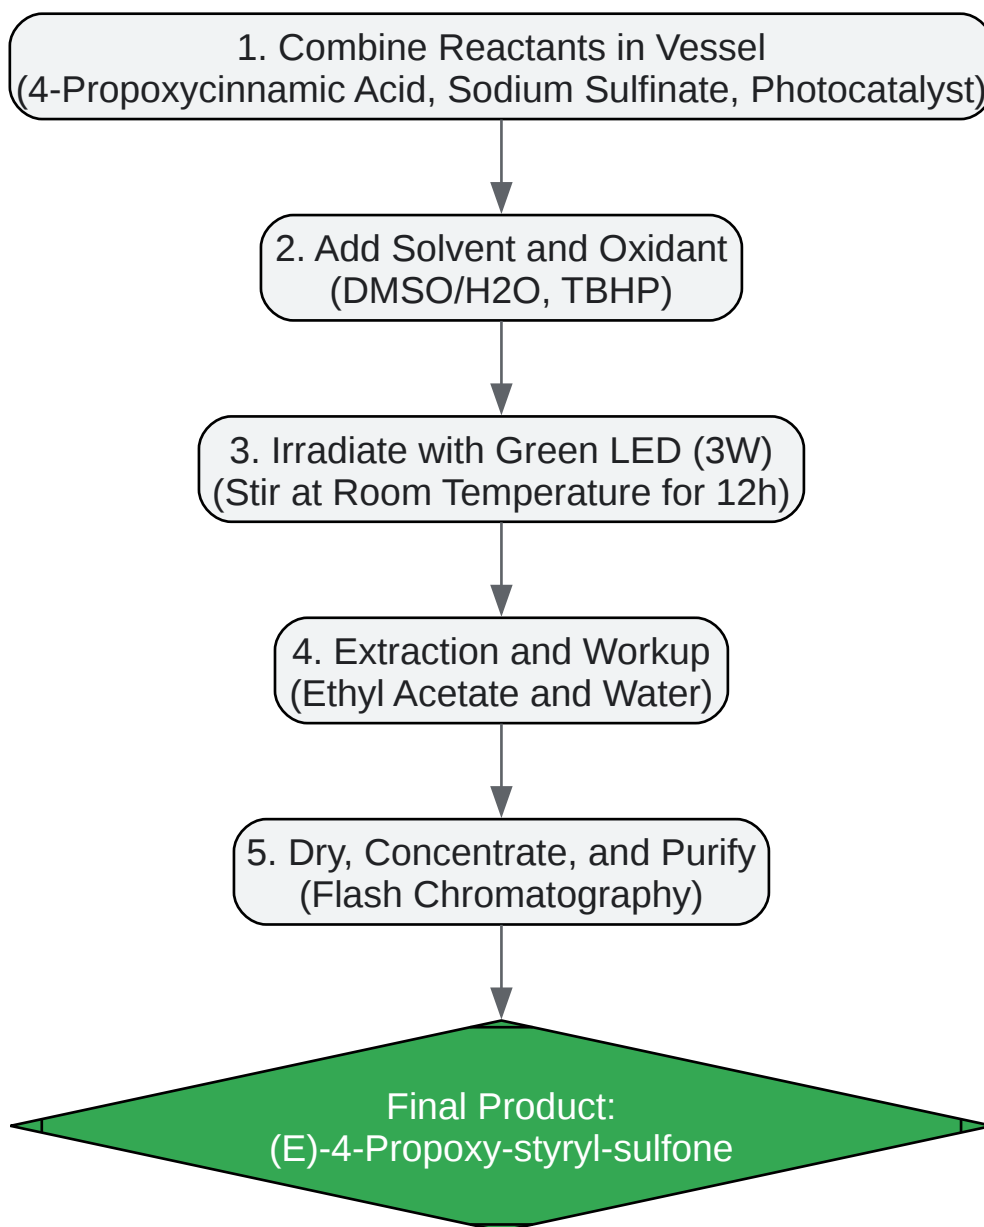 1. Combine Reactants in Vessel
(4-Propoxycinnamic Acid, Sodium Sulfinate, Photocatalyst)
2. Add Solvent and Oxidant
(DMSO/H2O, TBHP)
3. Irradiate with Green LED (3W)
(Stir at Room Temperature for 12h)
4. Extraction and Workup
(Ethyl Acetate and Water)
5. Dry, Concentrate, and Purify
(Flash Chromatography)
Final Product:
(E)-4-Propoxy-styryl-sulfone